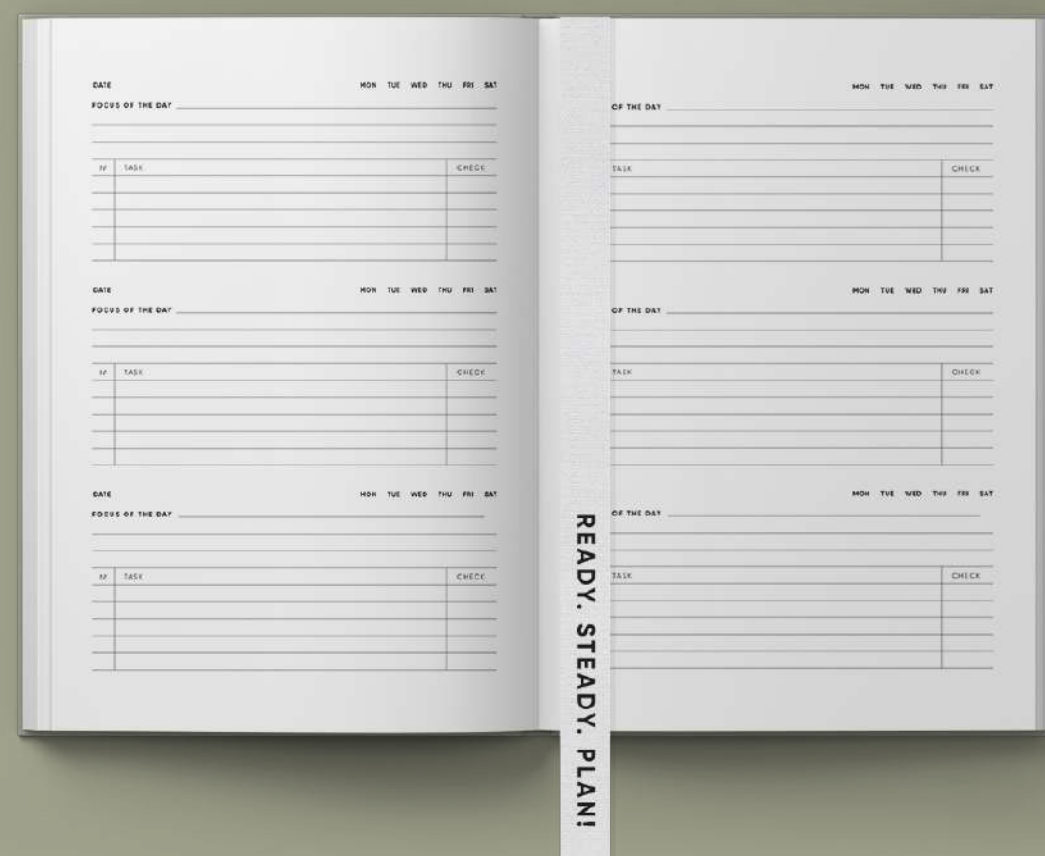 DATE MON TUE WED THU FRI SAT
FOCUS OF THE DAY
N° TASK CHECK
DATE MON TUE WED THU FRI SAT
FOCUS OF THE DAY
N° TASK CHECK
DATE MON TUE WED THU FRI SAT
FOCUS OF THE DAY
N° TASK CHECK
MON TUE WED THU FRI SAT
OF THE DAY
TASK CHECK
MON TUE WED THU FRI SAT
OF THE DAY
TASK CHECK
MON TUE WED THU FRI SAT
OF THE DAY
TASK CHECK
READY. STEADY. PLAN!